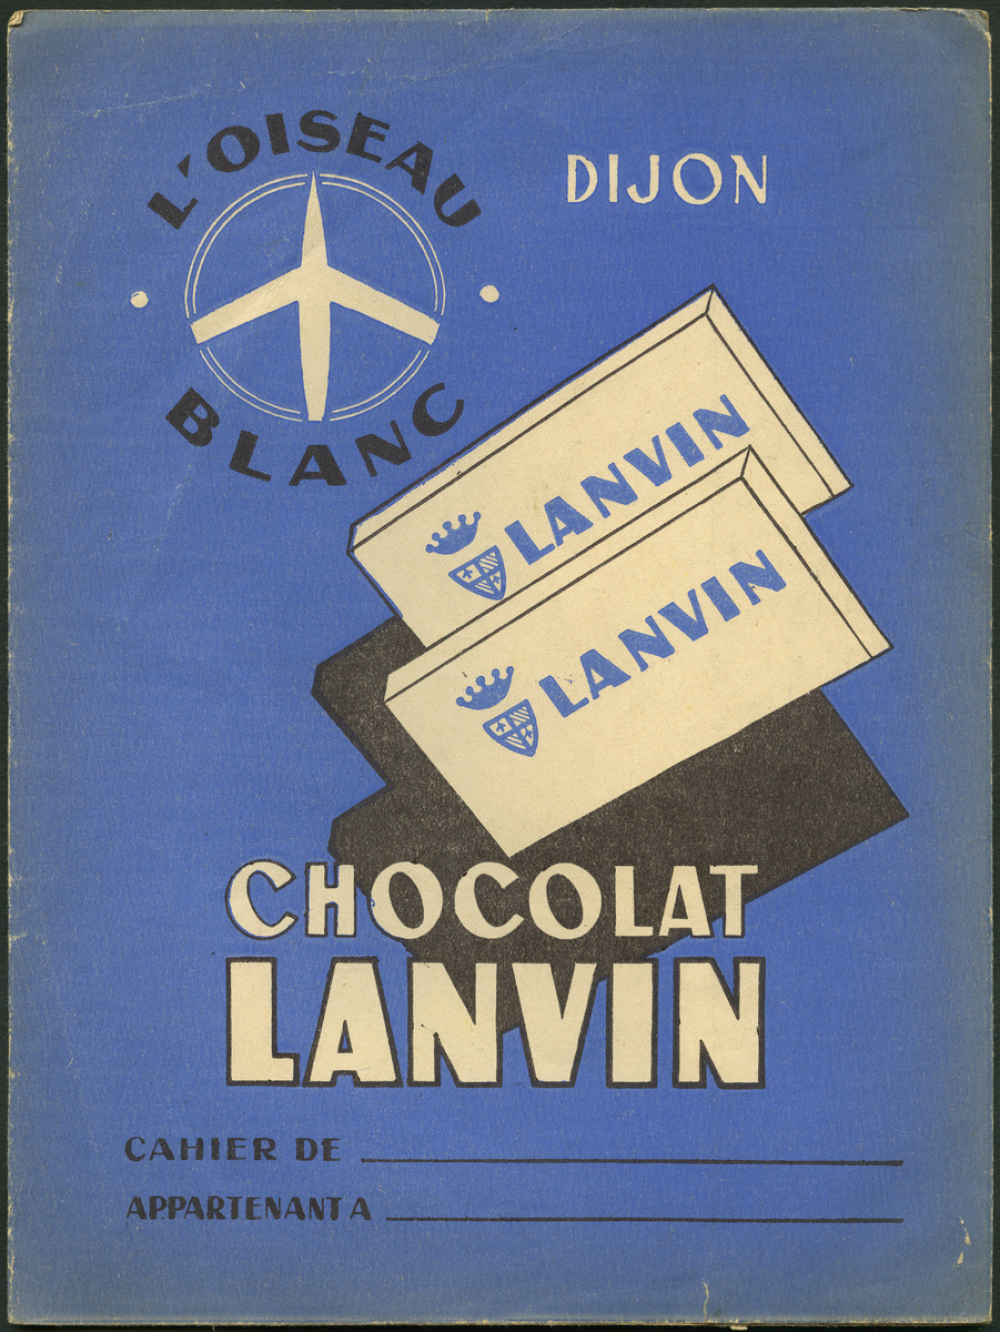 L'OISEAU
BLANC
DIJON
LANVIN
LANVIN
CHOCOLAT
LANVIN
CAHIER DE
APPARTENANT A